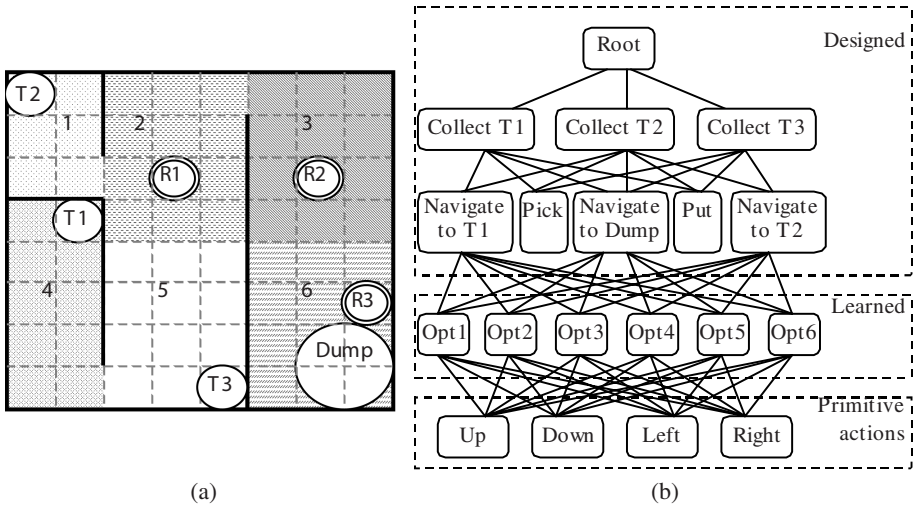 T2
1
2
3
R1
R2
T1
4
5
6
R3
Dump
T3
(a)
Designed
Root
Collect T1
Collect T2
Collect T3
Navigate
to T1
Pick
Navigate
to Dump
Put
Navigate
to T2
Learned
Opt1
Opt2
Opt3
Opt4
Opt5
Opt6
Primitive
actions
Up
Down
Left
Right
(b)